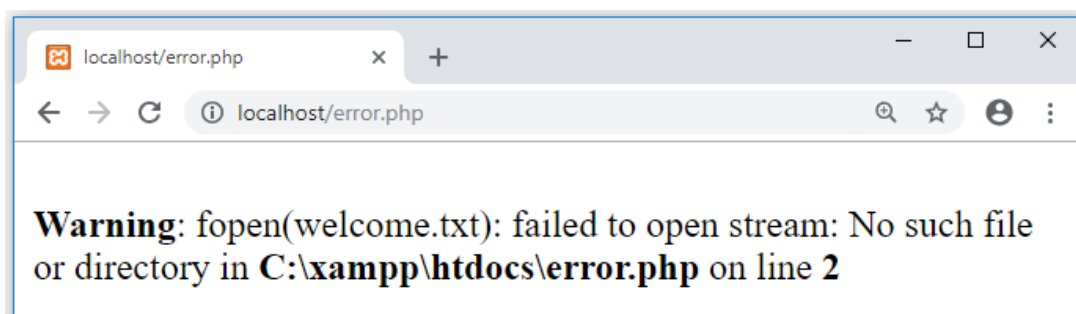 localhost/error.php
localhost/error.php
Warning: fopen(welcome.txt): failed to open stream: No such file
or directory in C:\xampp\htdocs\error.php on line 2